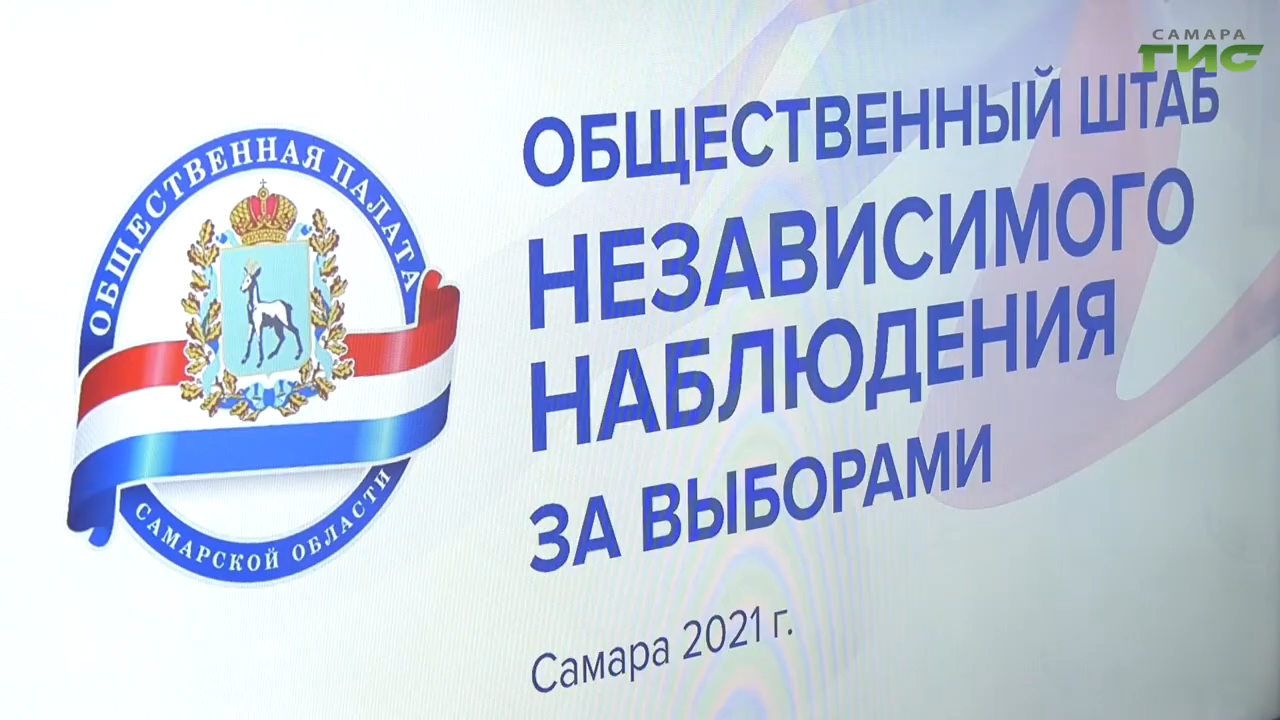 САМАРА
ГИС
ОБЩЕСТВЕННАЯ ПАЛАТА
САМАРСКОЙ ОБЛАСТИ
ОБЩЕСТВЕННЫЙ ШТАБ
НЕЗАВИСИМОГО
НАБЛЮДЕНИЯ
ЗА ВЫБОРАМИ
Самара 2021 г.